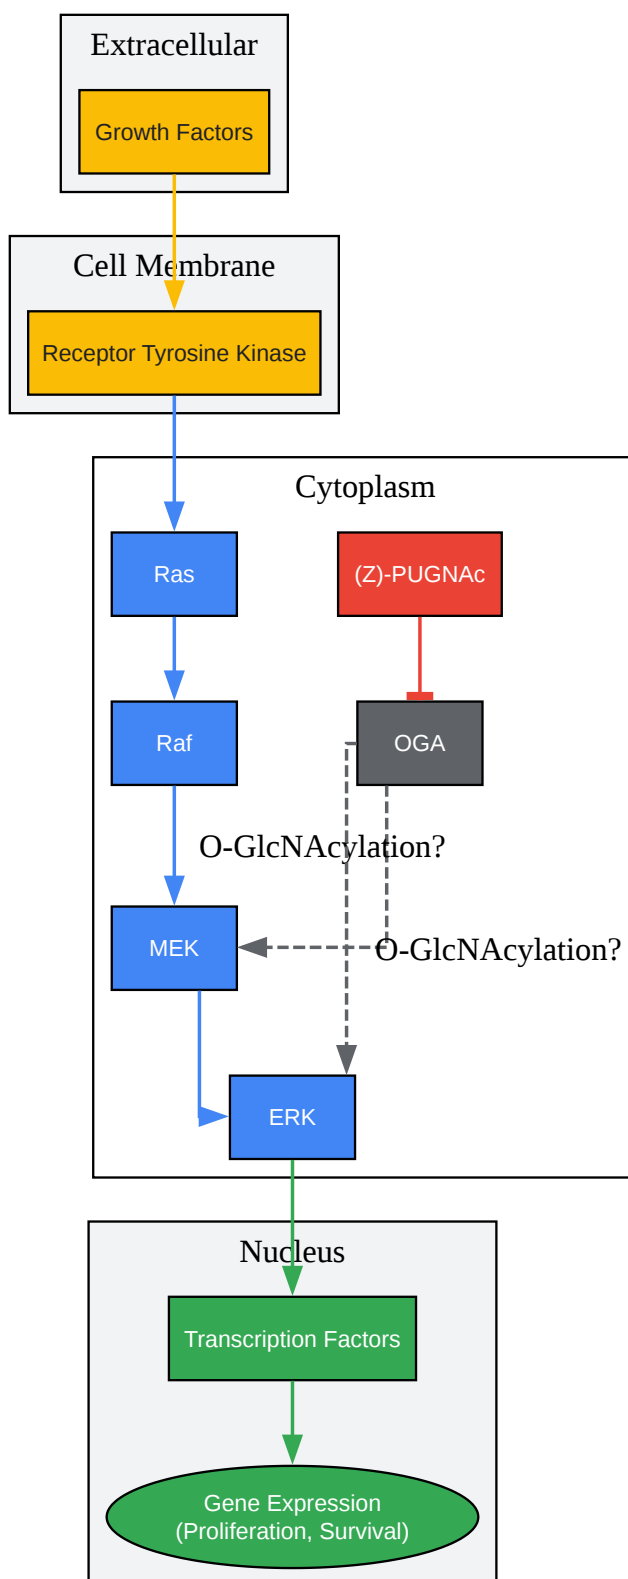 Extracellular
Growth Factors
Cell Membrane
Receptor Tyrosine Kinase
Cytoplasm
Ras
(Z)-PUGNAc
Raf
OGA
O-GlcNAcylation?
MEK
O-GlcNAcylation?
ERK
Nucleus
Transcription Factors
Gene Expression
(Proliferation, Survival)